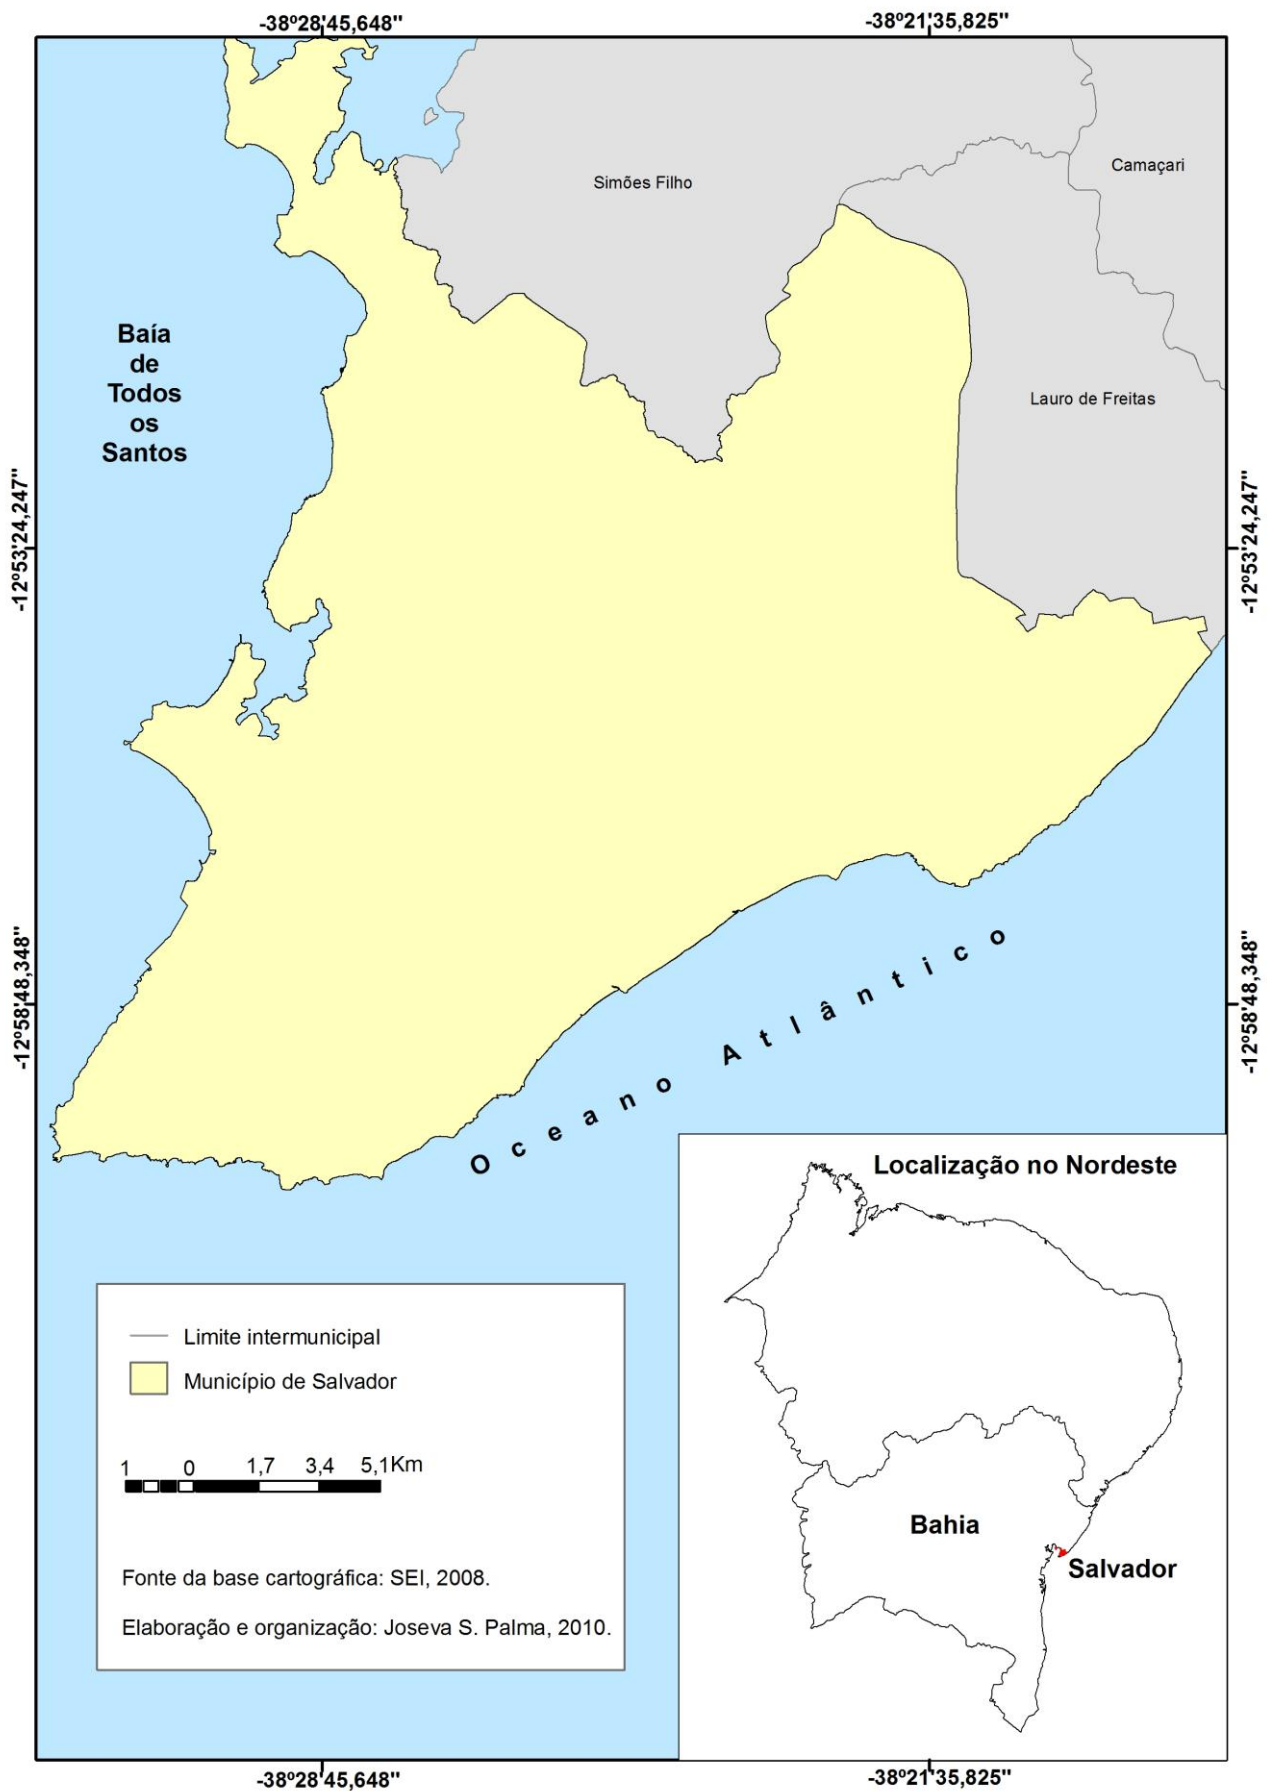 -38º28'45,648"
-38º21'35,825"
Camaçari
Simões Filho
Baía
de
Todos
os
Santos
Lauro de Freitas
-12º53'24,247"
-12º53'24,247"
Oceano Atlântico
-12º58'48,348"
-12º58'48,348"
Localização no Nordeste
Bahia
Salvador
Limite intermunicipal
Município de Salvador
1 0 1,7 3,4 5,1Km
Fonte da base cartográfica: SEI, 2008.
Elaboração e organização: Joseva S. Palma, 2010.
-38º28'45,648"
-38º21'35,825"